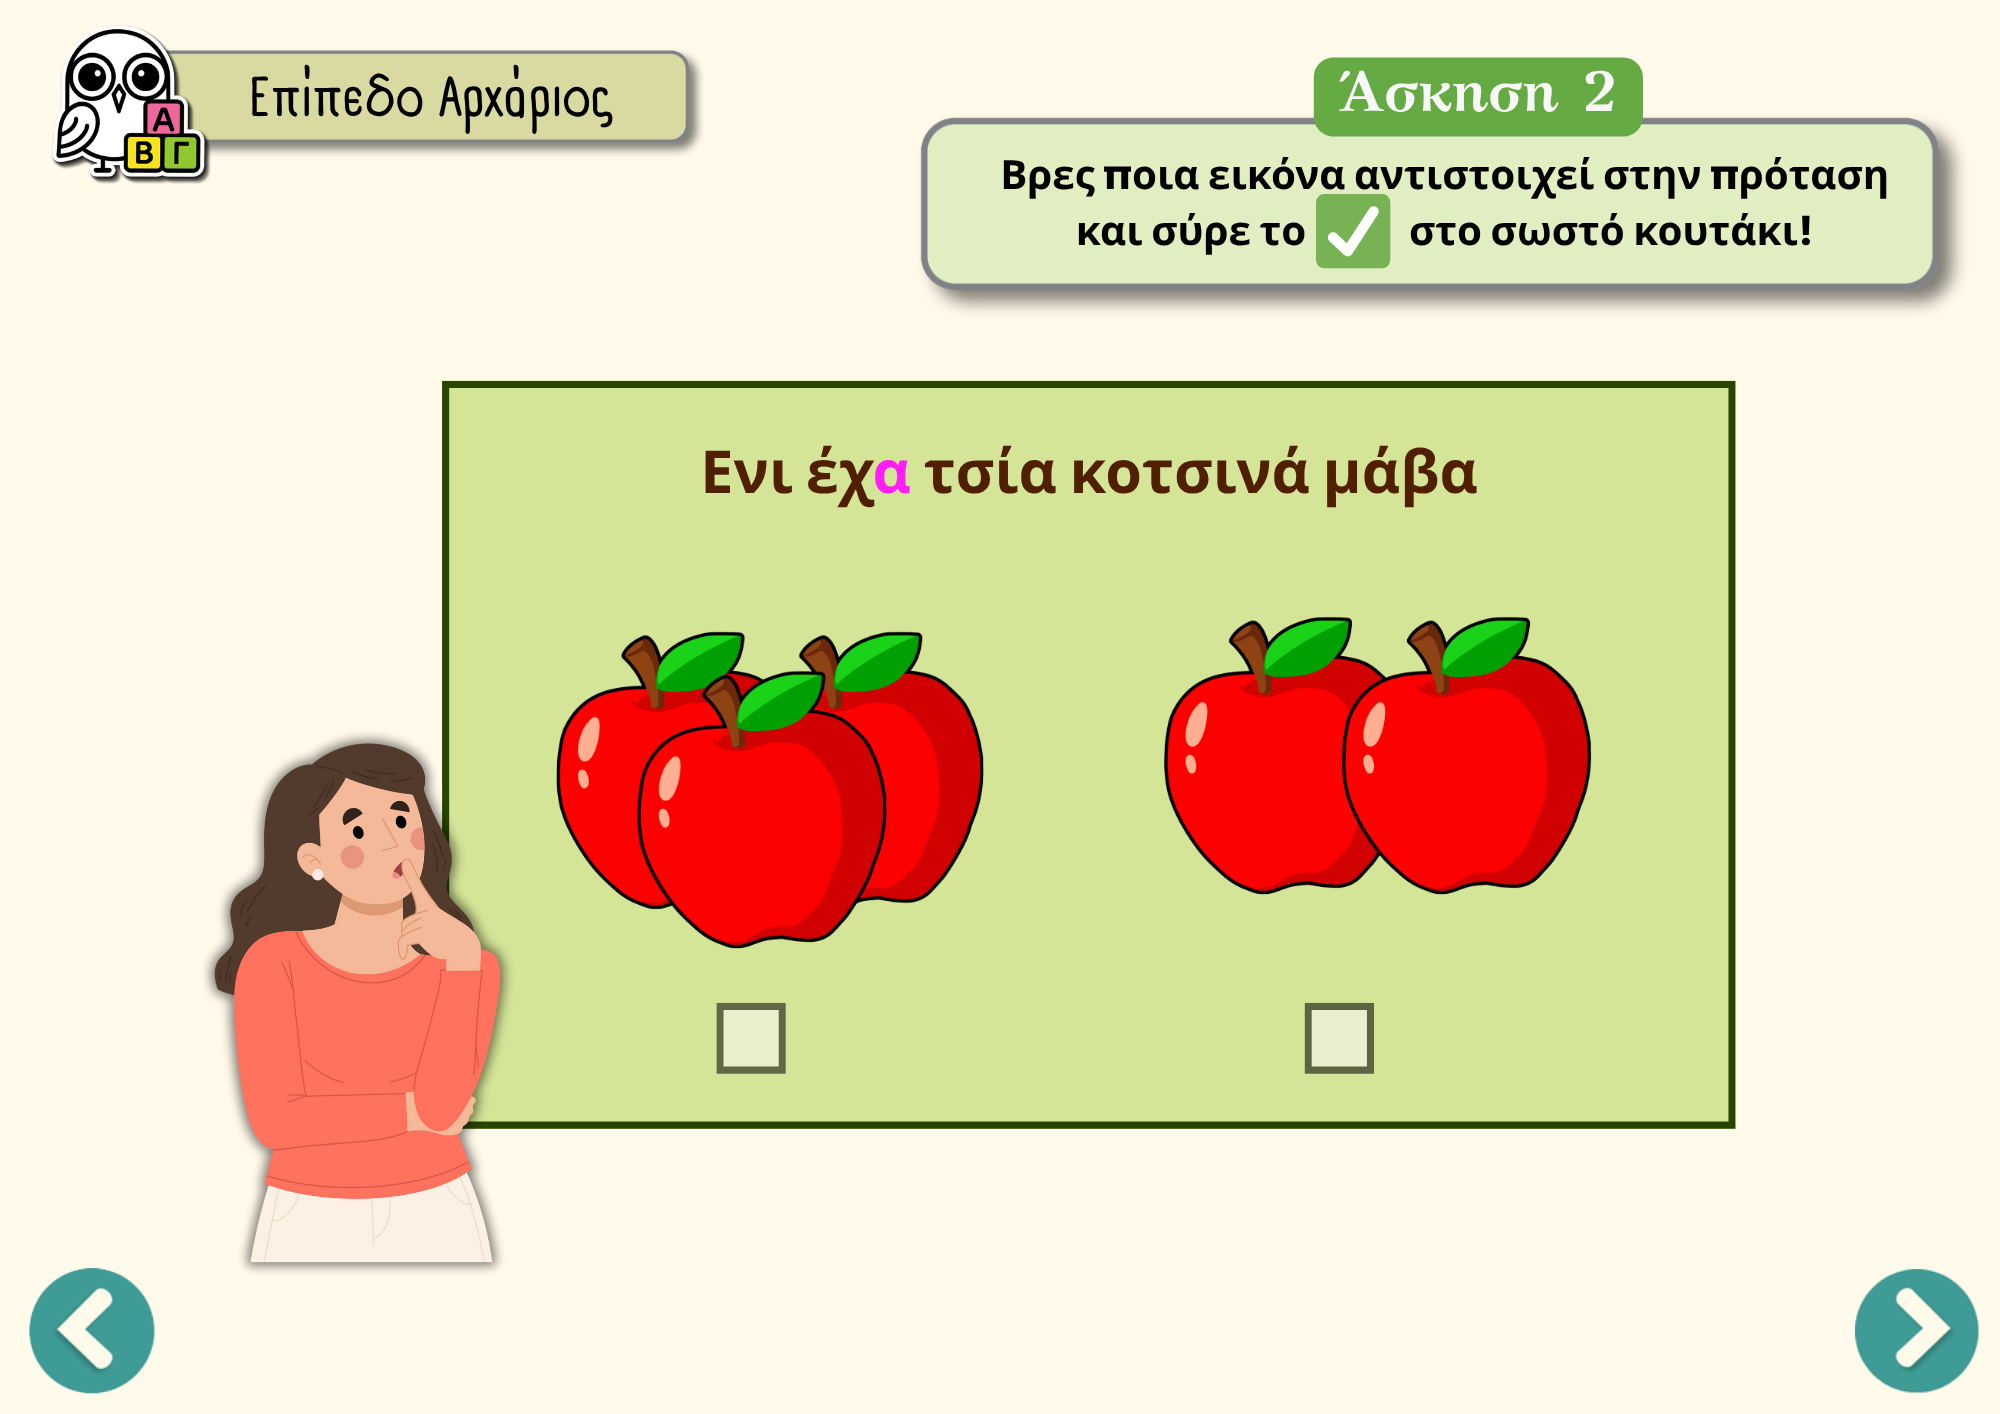 Α
Β Γ
Επίπεδο Αρχάριος
Άσκηση 2
Βρες ποια εικόνα αντιστοιχεί στην πρόταση
και σύρε το ✓ στο σωστό κουτάκι!
Ενι έχα τσία κοτσινά μάβα